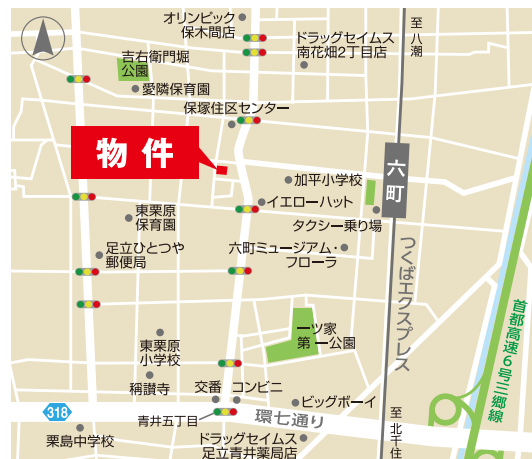 オリンピック
保木間店
ドラッグセイムス
南花畑2丁目店
至
八
潮
吉右衛門堀
公園
愛隣保育園
保塚住区センター
物件
六町
加平小学校
イエローハット
タクシー乗り場
東栗原
保育園
足立ひとつや
郵便局
六町ミュージアム・
フローラ
つくばエクスプレス
首都高速6号三郷線
一ツ家
第一公園
東栗原
小学校
稱讃寺
交番
コンビニ
ビッグボーイ
318
青井五丁目
環七通り
至
北
千
住
栗島中学校
ドラッグセイムス
足立青井薬局店